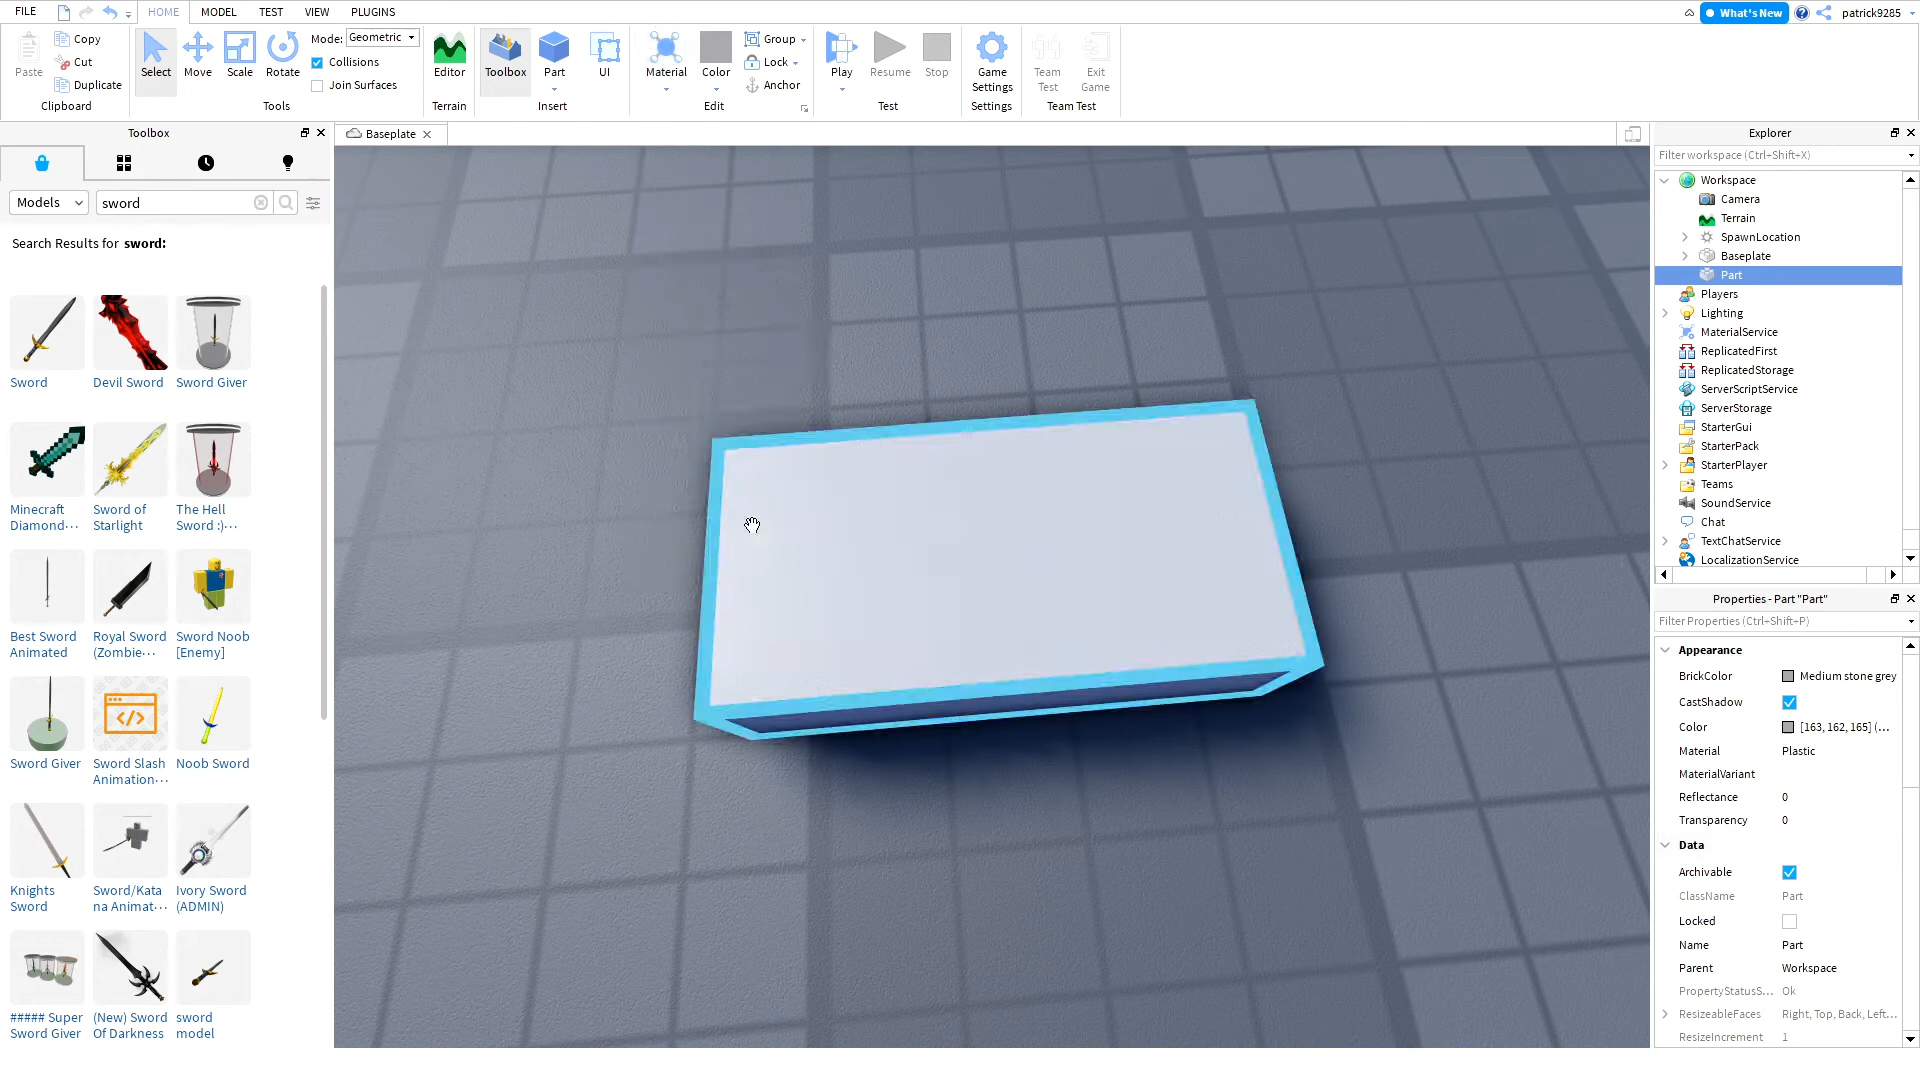 FILE
HOME
MODEL
TEST
VIEW
PLUGINS
What's New
patrick9285
Paste
Copy
Cut
Duplicate
Clipboard
Select
Move
Scale
Rotate
Mode: Geometric
Collisions
Join Surfaces
Tools
Editor
Terrain
Toolbox
Part
UI
Insert
Material
Color
Group
Lock
Anchor
Edit
Play
Resume
Stop
Test
Game
Settings
Settings
Team
Test
Exit
Game
Team Test
Toolbox
Models
sword
Search Results for sword:
Sword
Devil Sword
Sword Giver
Minecraft
Diamond···
Sword of
Starlight
The Hell
Sword :)···
Best Sword
Animated
Royal Sword
(Zombie···
Sword Noob
[Enemy]
Sword Giver
Sword Slash
Animation···
Noob Sword
Knights
Sword
Sword/Kata
na Animat···
Ivory Sword
(ADMIN)
##### Super
Sword Giver
(New) Sword
Of Darkness
sword
model
Baseplate
Explorer
Filter workspace (Ctrl+Shift+X)
Workspace
Camera
Terrain
SpawnLocation
Baseplate
Part
Players
Lighting
MaterialService
ReplicatedFirst
ReplicatedStorage
ServerScriptService
ServerStorage
StarterGui
StarterPack
StarterPlayer
Teams
SoundService
Chat
TextChatService
LocalizationService
Properties - Part "Part"
Filter Properties (Ctrl+Shift+P)
Appearance
BrickColor Medium stone grey
CastShadow
Color [163, 162, 165] (...
Material Plastic
MaterialVariant
Reflectance 0
Transparency 0
Data
Archivable
ClassName Part
Locked
Name Part
Parent Workspace
PropertyStatusS... Ok
ResizeableFaces Right, Top, Back, Left...
ResizeIncrement 1